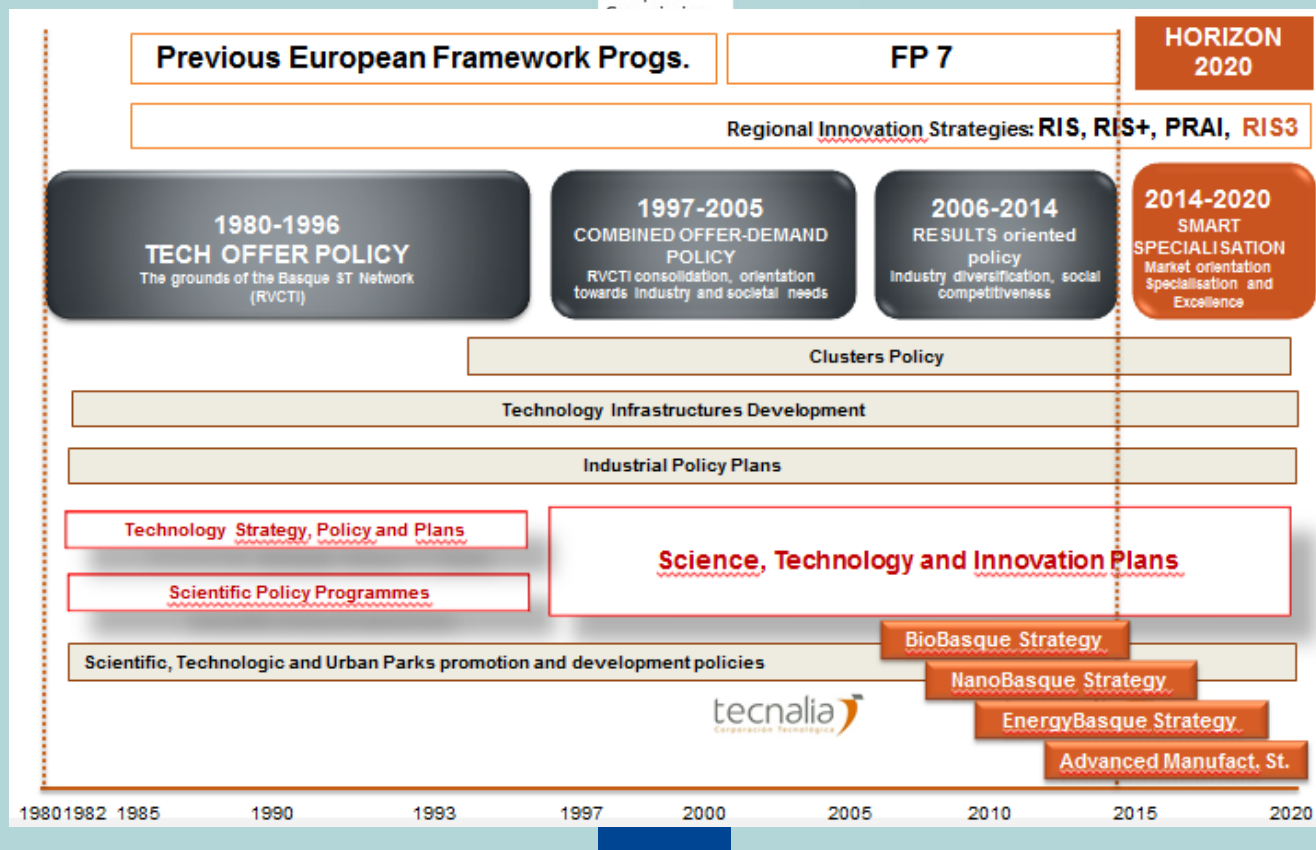 Previous European Framework Progs.
FP 7
HORIZON
2020
Regional Innovation Strategies: RIS, RIS+, PRAI, RIS3
1980-1996
TECH OFFER POLICY
The grounds of the Basque ST Network
(RVCTI)
1997-2005
COMBINED OFFER-DEMAND
POLICY
RVCTI consolidation, orientation
towards industry and societal needs
2006-2014
RESULTS oriented
policy
Industry diversification, social
competitiveness
2014-2020
SMART
SPECIALISATION
Market orientation
Specialisation and
Excellence
Clusters Policy
Technology Infrastructures Development
Industrial Policy Plans
Technology Strategy, Policy and Plans
Scientific Policy Programmes
Science, Technology and Innovation Plans
Scientific, Technologic and Urban Parks promotion and development policies
BioBasque Strategy
NanoBasque Strategy
EnergyBasque Strategy
Advanced Manufact. St.
tecnalia
Corporación Tecnológica
1980 1982 1985 1990 1993 1997 2000 2005 2010 2015 2020